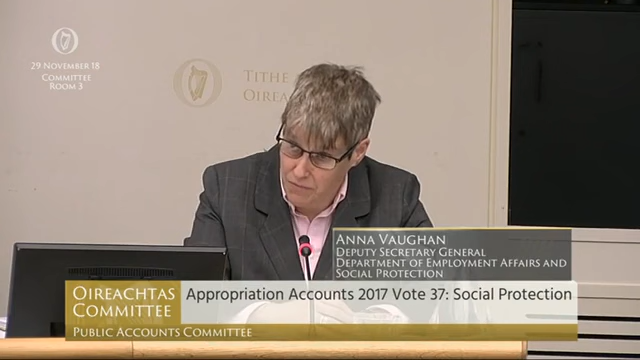 29 November 18
Committee
Room 3
Tithe
Oireac
Anna Vaughan
Deputy Secretary General
Department of Employment Affairs and
Social Protection
Oireachtas
Committee
Appropriation Accounts 2017 Vote 37: Social Protection
Public Accounts Committee